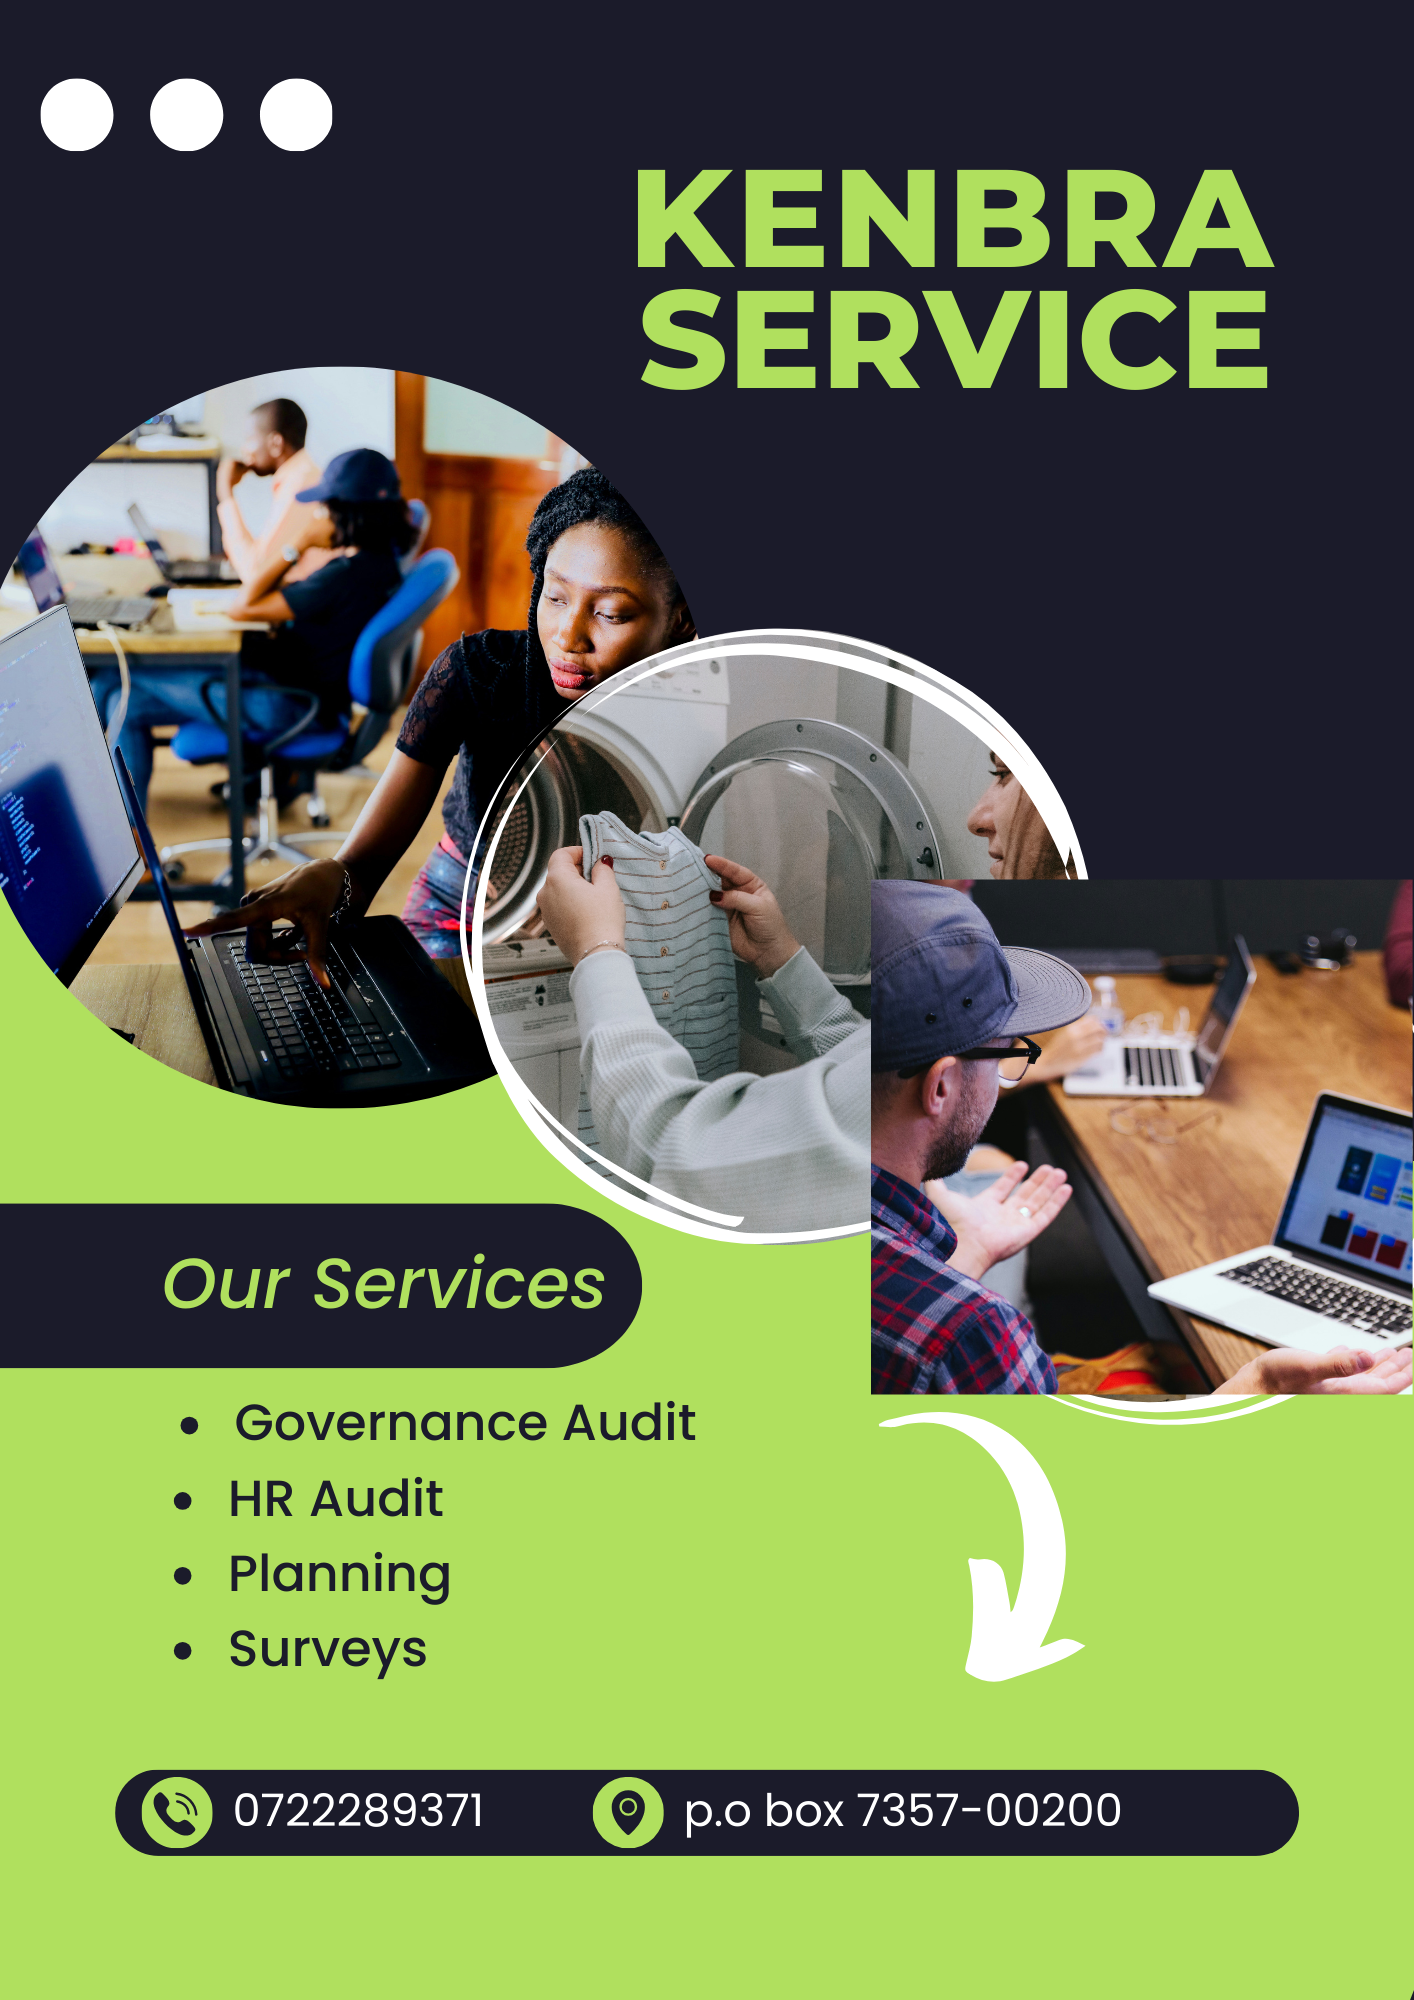 KENBRA
SERVICE
Our Services
• Governance Audit
• HR Audit
• Planning
• Surveys
0722289371
p.o box 7357-00200